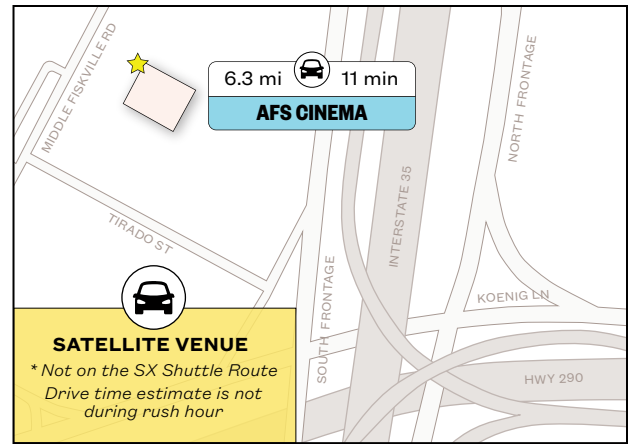 MIDDLE FISKVILLE RD
6.3 mi 11 min
AFS CINEMA
NORTH FRONTAGE
INTERSTATE 35
TIRADO ST
SOUTH FRONTAGE
KOENIG LN
HWY 290
SATELLITE VENUE
* Not on the SX Shuttle Route
Drive time estimate is not
during rush hour